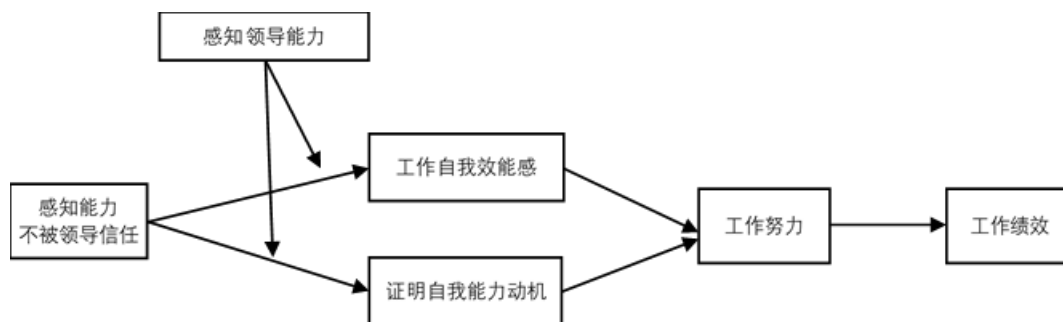 感知领导能力
工作自我效能感
感知能力
不被领导信任
工作努力
工作绩效
证明自我能力动机